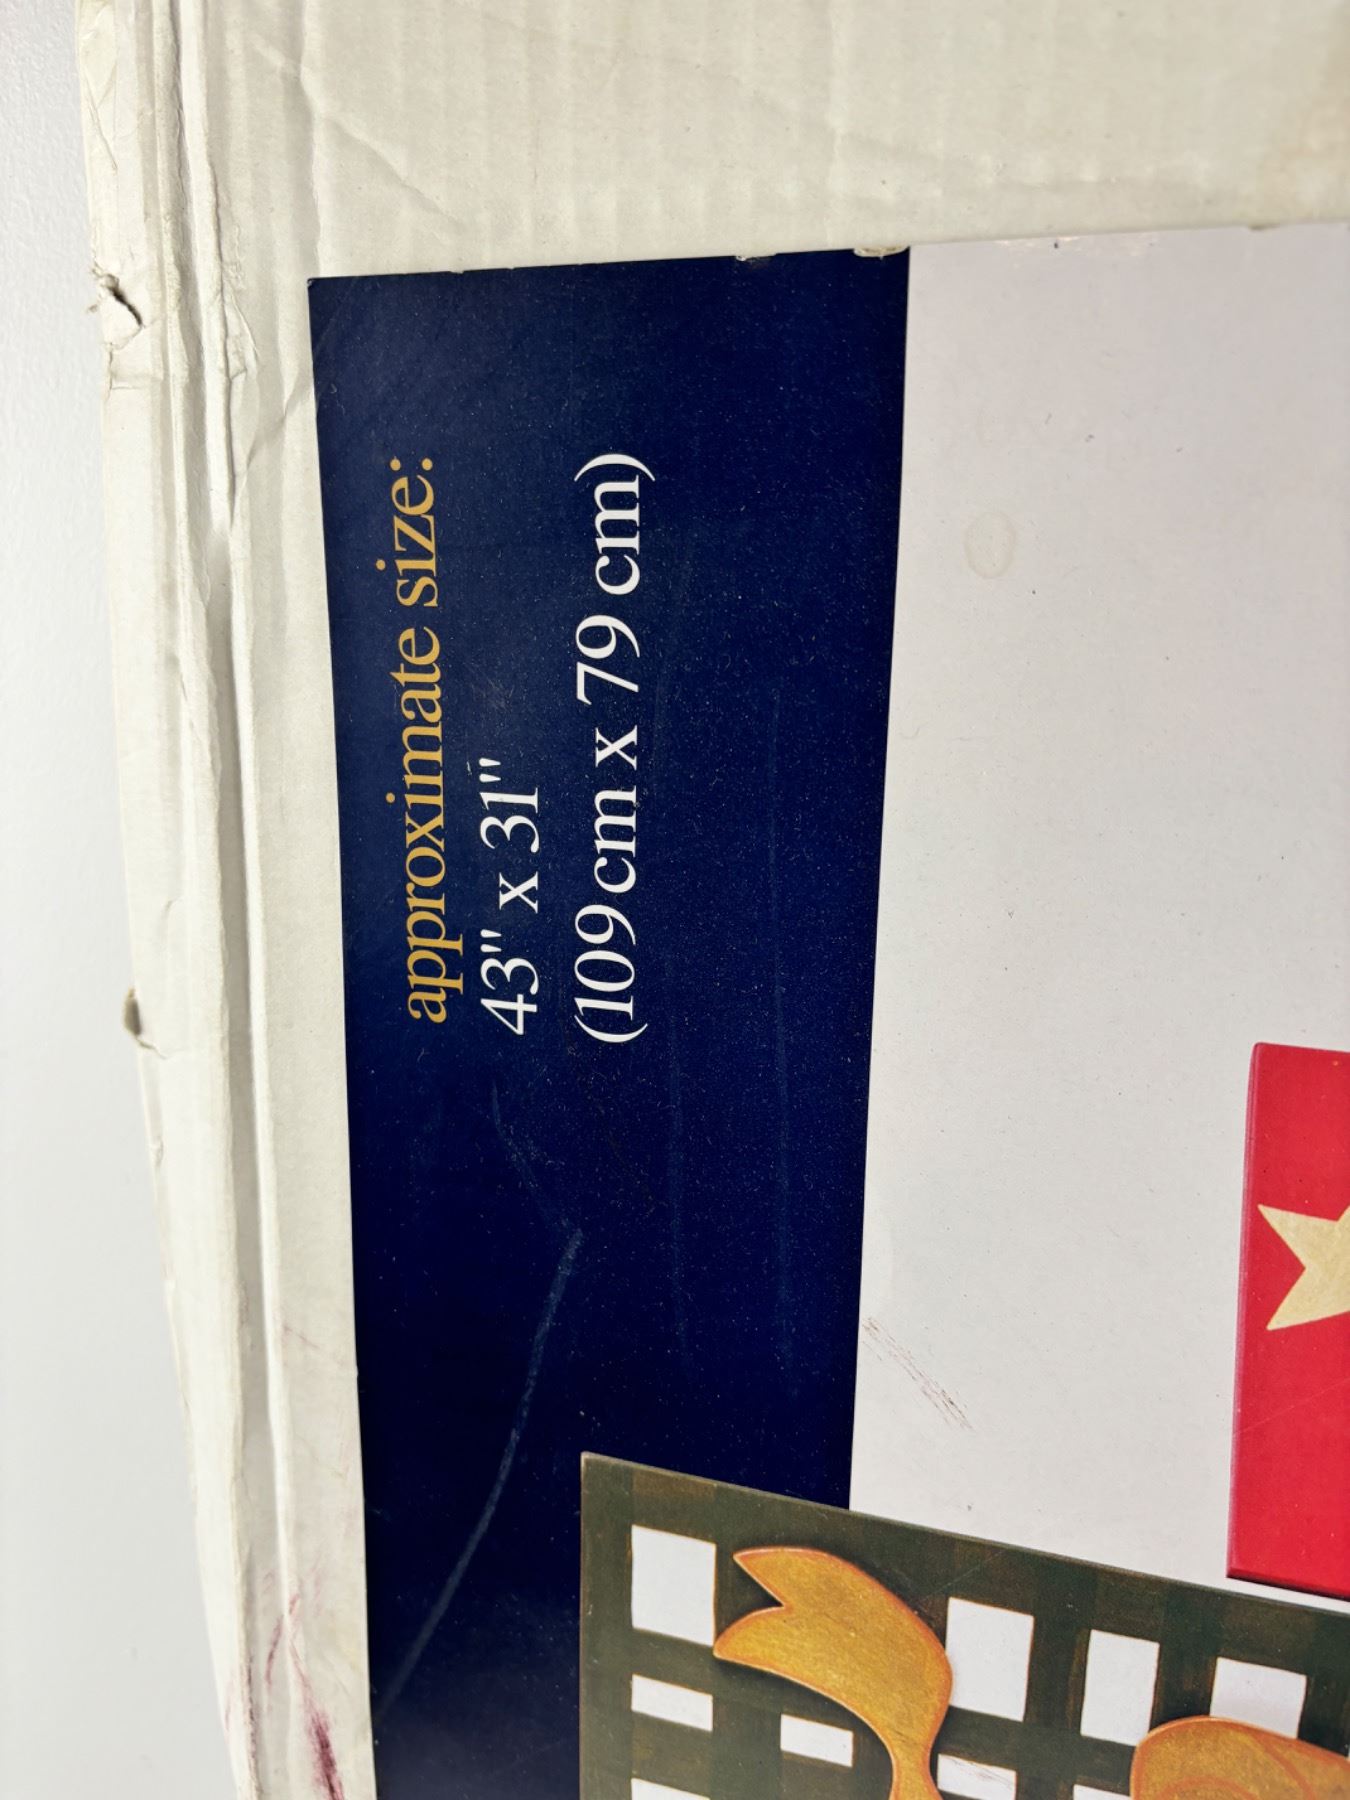 approximate size:
43" x 31"
(109 cm x 79 cm)